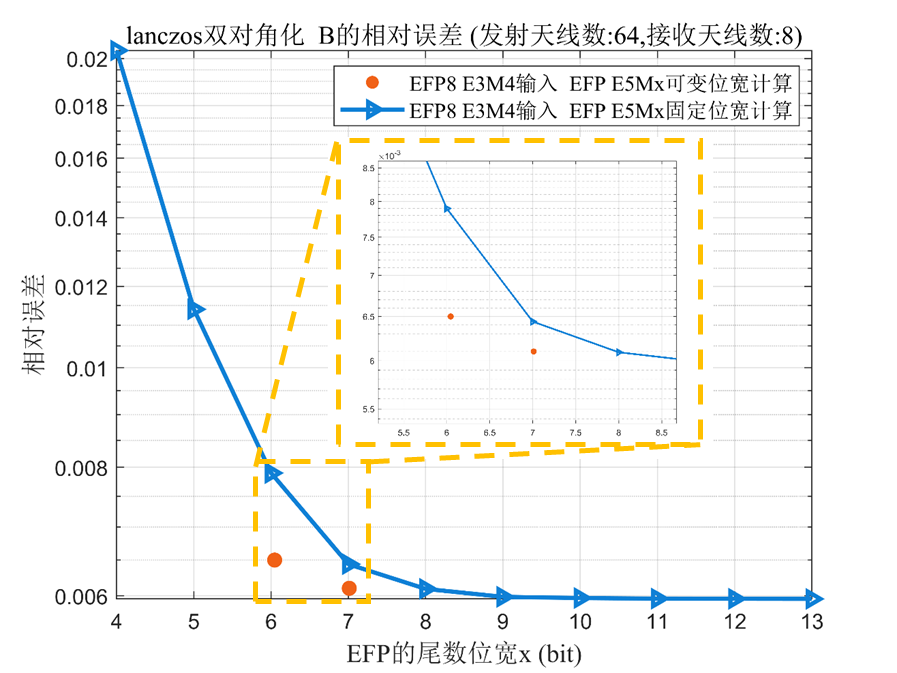 lanczos双对角化 B的相对误差 (发射天线数:64,接收天线数:8)
EFP8 E3M4输入 EFP E5Mx可变位宽计算
EFP8 E3M4输入 EFP E5Mx固定位宽计算
0.02
0.018
0.016
0.014
0.012
0.01
0.008
0.006
相对误差
×10⁻³
8.5
8
7.5
7
6.5
6
5.5
5.5 6 6.5 7 7.5 8 8.5
4 5 6 7 8 9 10 11 12 13
EFP的尾数位宽x (bit)